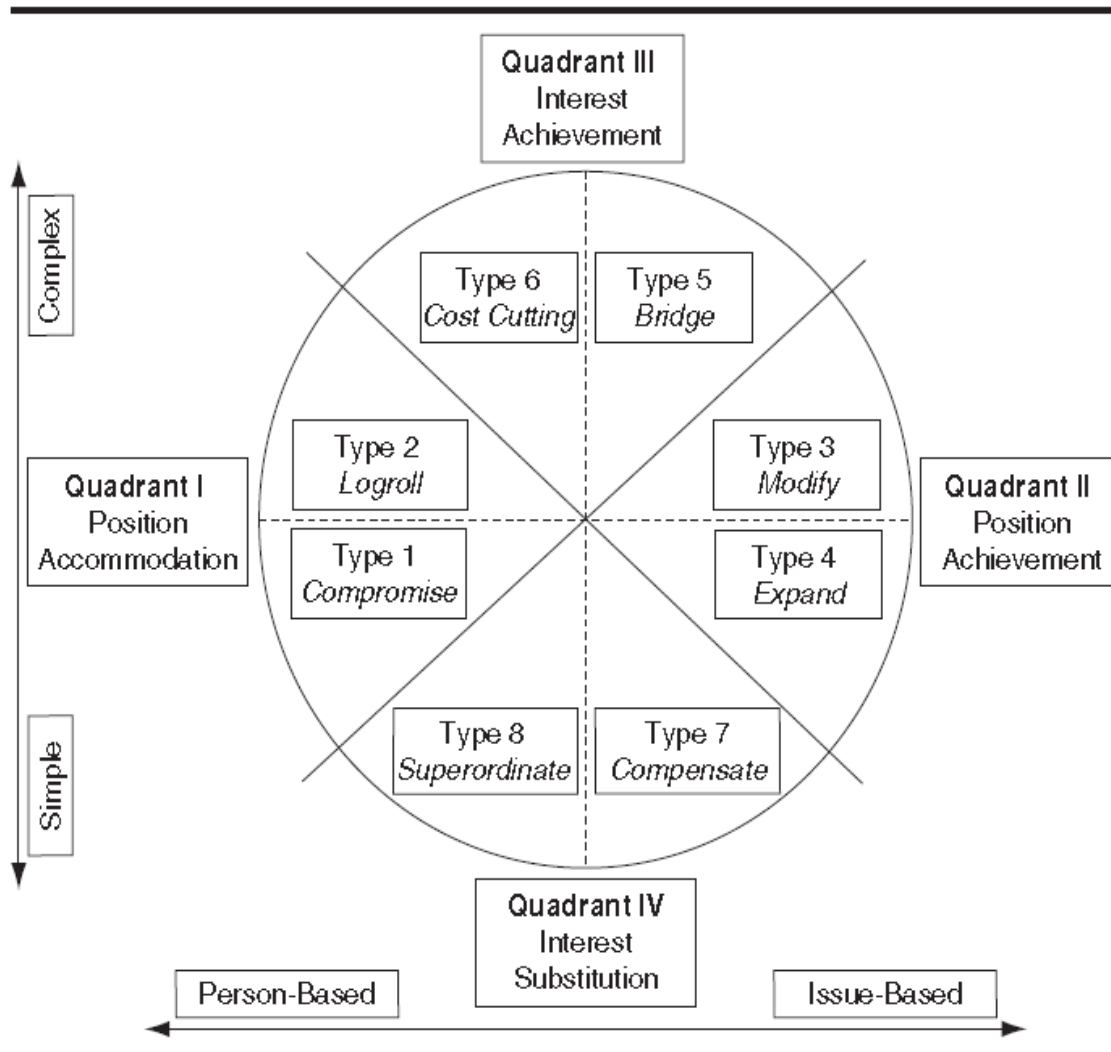 Quadrant III
Interest
Achievement
Complex
Type 6
Cost Cutting
Type 5
Bridge
Type 2
Logroll
Type 3
Modify
Quadrant I
Position
Accommodation
Quadrant II
Position
Achievement
Type 1
Compromise
Type 4
Expand
Simple
Type 8
Superordinate
Type 7
Compensate
Quadrant IV
Interest
Substitution
Person-Based
Issue-Based